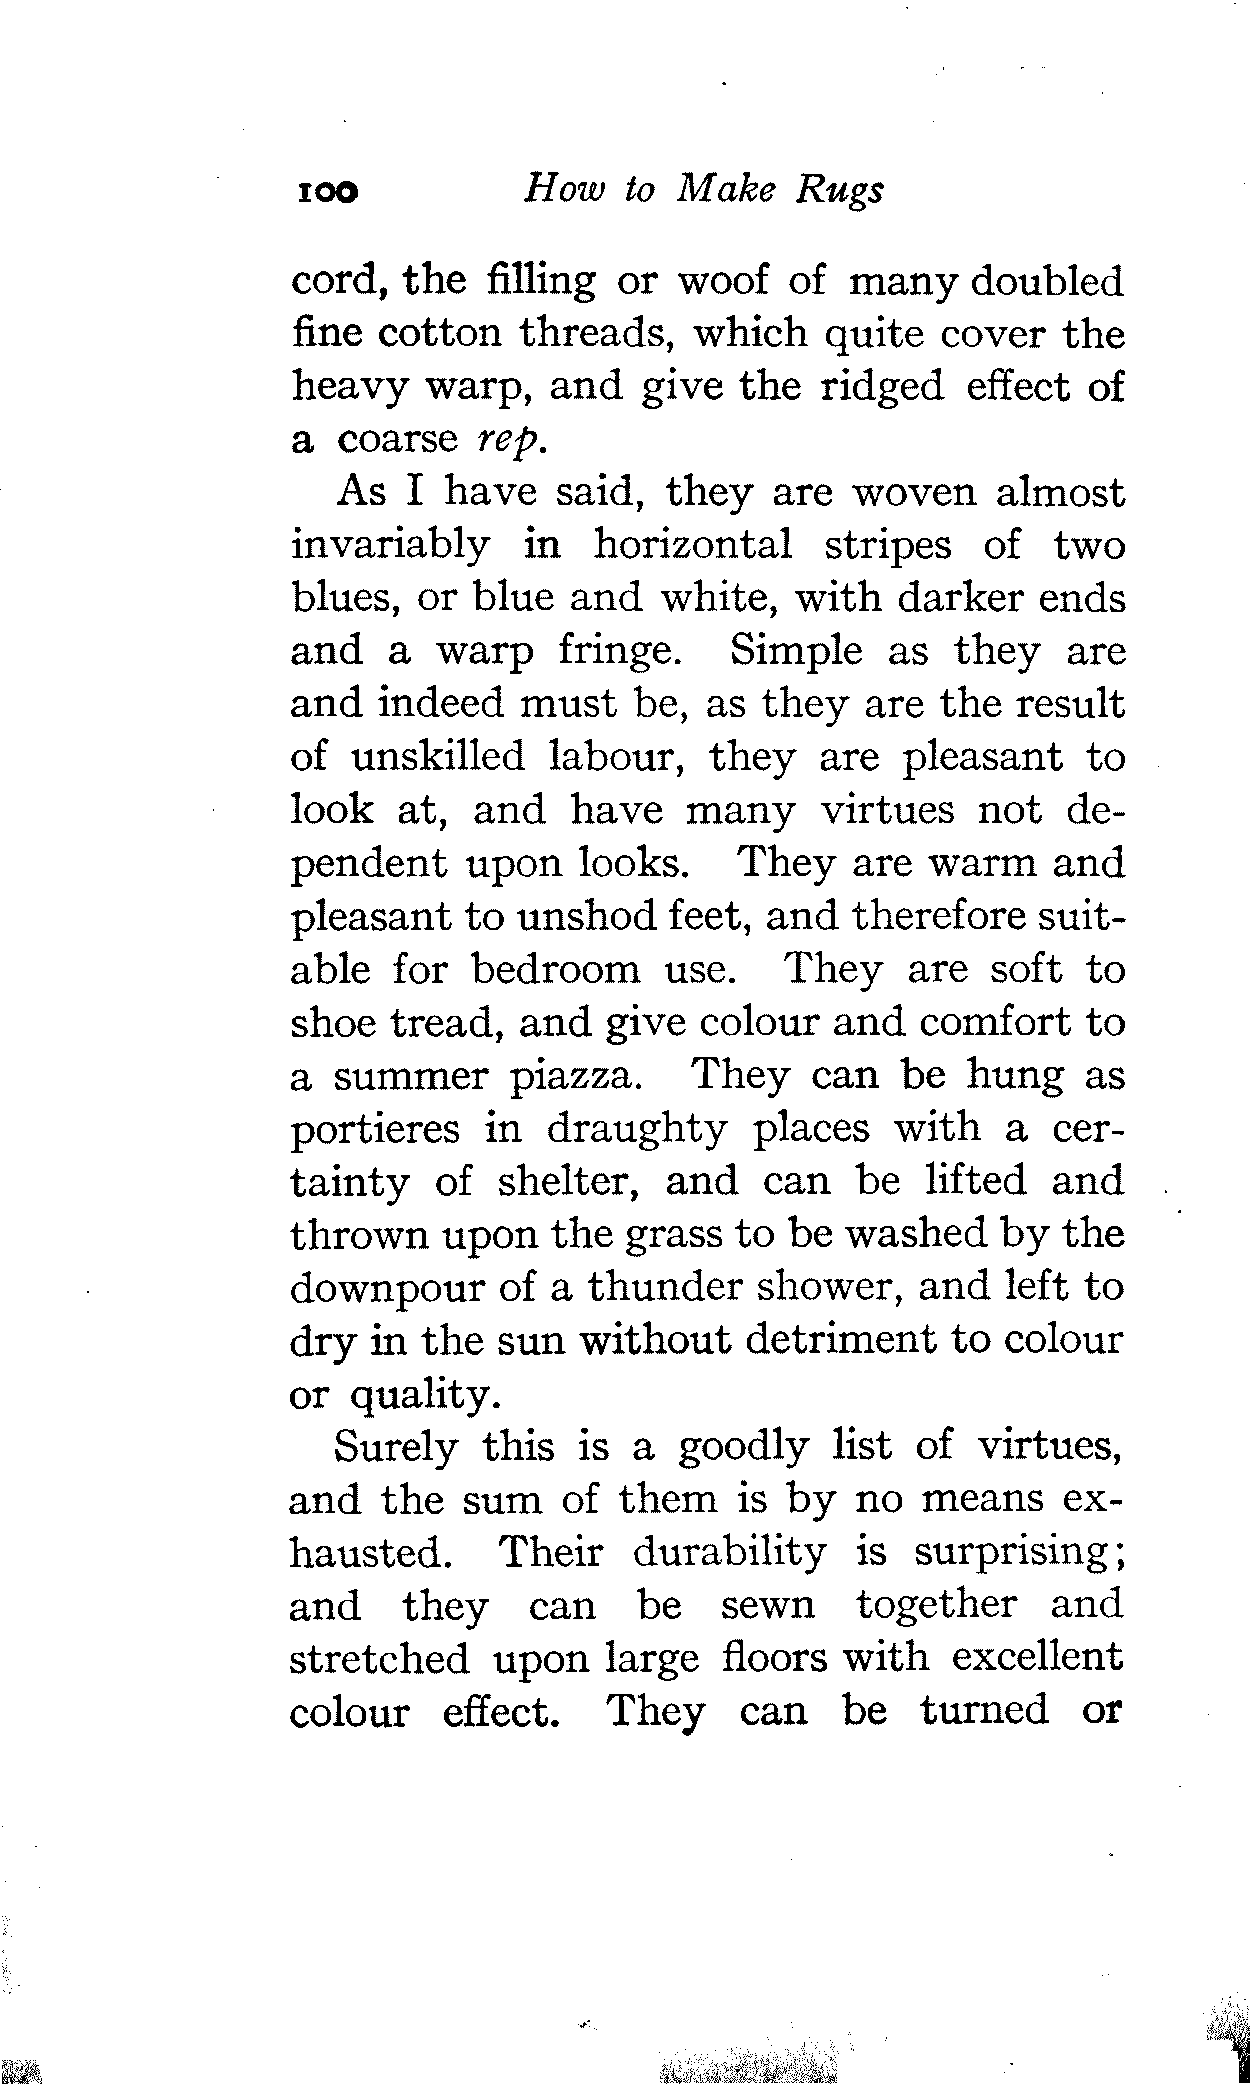 100 How to Make Rugs
cord, the filling or woof of many doubled
fine cotton threads, which quite cover the
heavy warp, and give the ridged effect of
a coarse rep.
As I have said, they are woven almost
invariably in horizontal stripes of two
blues, or blue and white, with darker ends
and a warp fringe. Simple as they are
and indeed must be, as they are the result
of unskilled labour, they are pleasant to
look at, and have many virtues not de-
pendent upon looks. They are warm and
pleasant to unshod feet, and therefore suit-
able for bedroom use. They are soft to
shoe tread, and give colour and comfort to
a summer piazza. They can be hung as
portieres in draughty places with a cer-
tainty of shelter, and can be lifted and
thrown upon the grass to be washed by the
downpour of a thunder shower, and left to
dry in the sun without detriment to colour
or quality.
Surely this is a goodly list of virtues,
and the sum of them is by no means ex-
hausted. Their durability is surprising;
and they can be sewn together and
stretched upon large floors with excellent
colour effect. They can be turned or